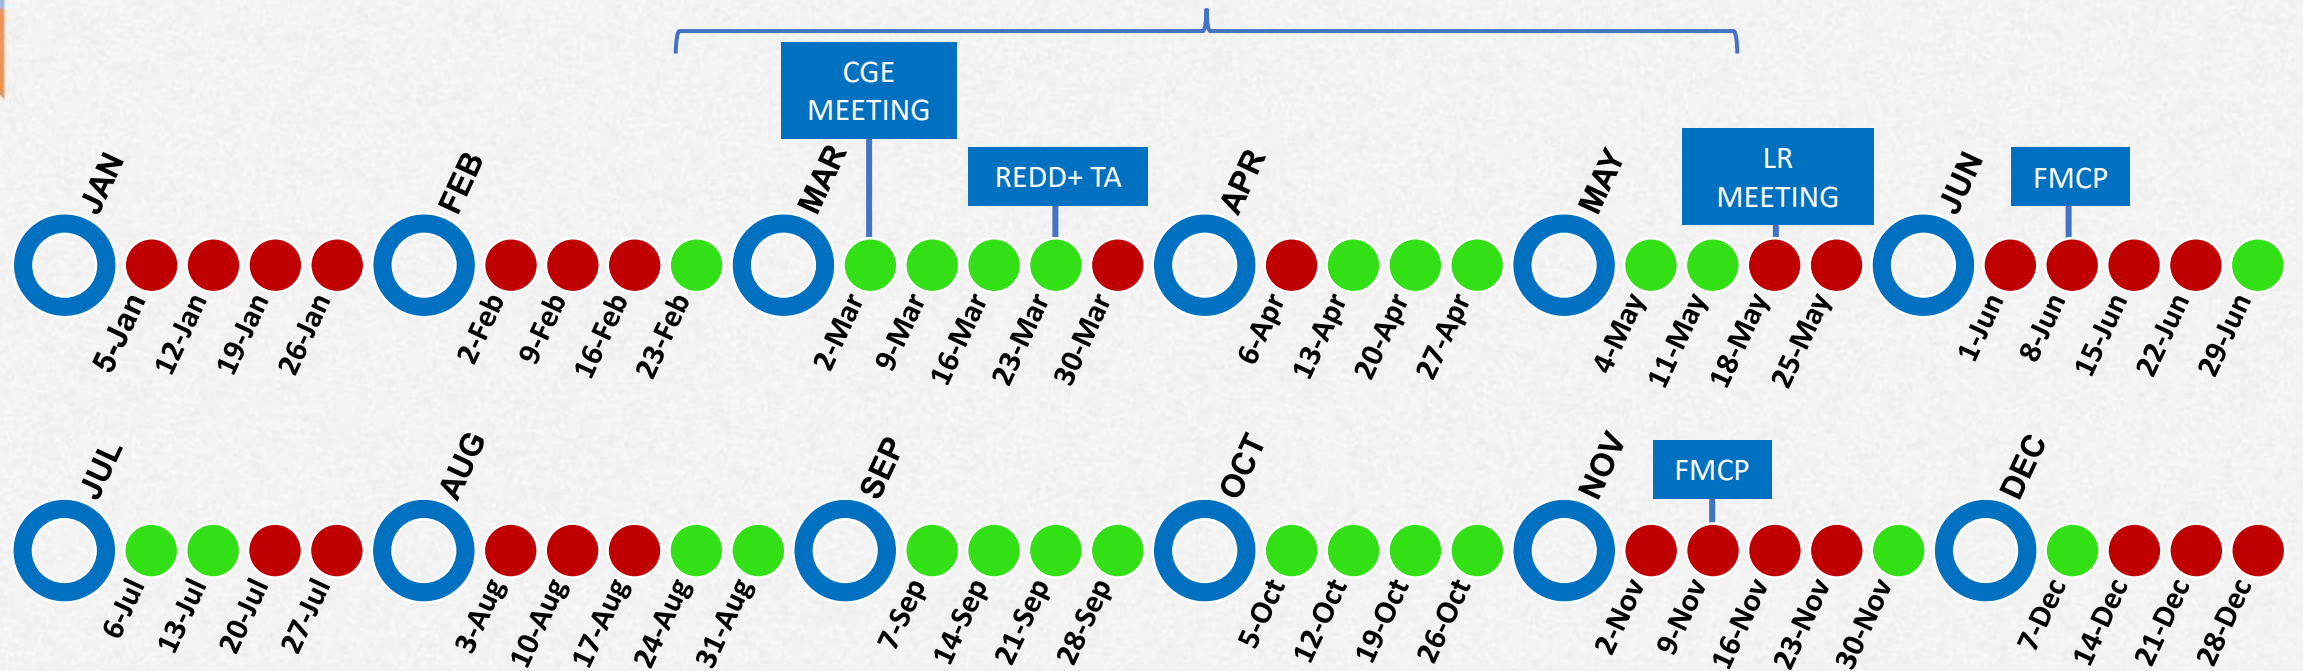 CGE
MEETING
REDD+ TA
LR
MEETING
FMCP
JAN
FEB
MAR
APR
MAY
JUN
5-Jan
12-Jan
19-Jan
26-Jan
2-Feb
9-Feb
16-Feb
23-Feb
2-Mar
9-Mar
16-Mar
23-Mar
30-Mar
6-Apr
13-Apr
20-Apr
27-Apr
4-May
11-May
18-May
25-May
1-Jun
8-Jun
15-Jun
22-Jun
29-Jun
FMCP
JUL
AUG
SEP
OCT
NOV
DEC
6-Jul
13-Jul
20-Jul
27-Jul
3-Aug
10-Aug
17-Aug
24-Aug
31-Aug
7-Sep
14-Sep
21-Sep
28-Sep
5-Oct
12-Oct
19-Oct
26-Oct
2-Nov
9-Nov
16-Nov
23-Nov
30-Nov
7-Dec
14-Dec
21-Dec
28-Dec